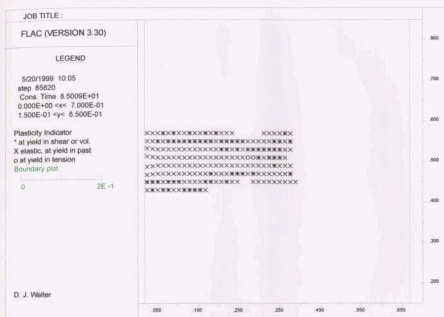 JOB TITLE :
FLAC (VERSION 3.30)
LEGEND
5/20/1999 10:05
step 85820
Cons. Time 8.5009E+01
0.000E+00 <x< 7.000E-01
1.500E-01 <y< 8.500E-01
Plasticity Indicator
* at yield in shear or vol.
X elastic, at yield in past
o at yield in tension
Boundary plot
0 2E -1
D. J. Walter
.800
.700
.600
.500
.400
.300
.200
.050 .150 .250 .350 .450 .550 .650